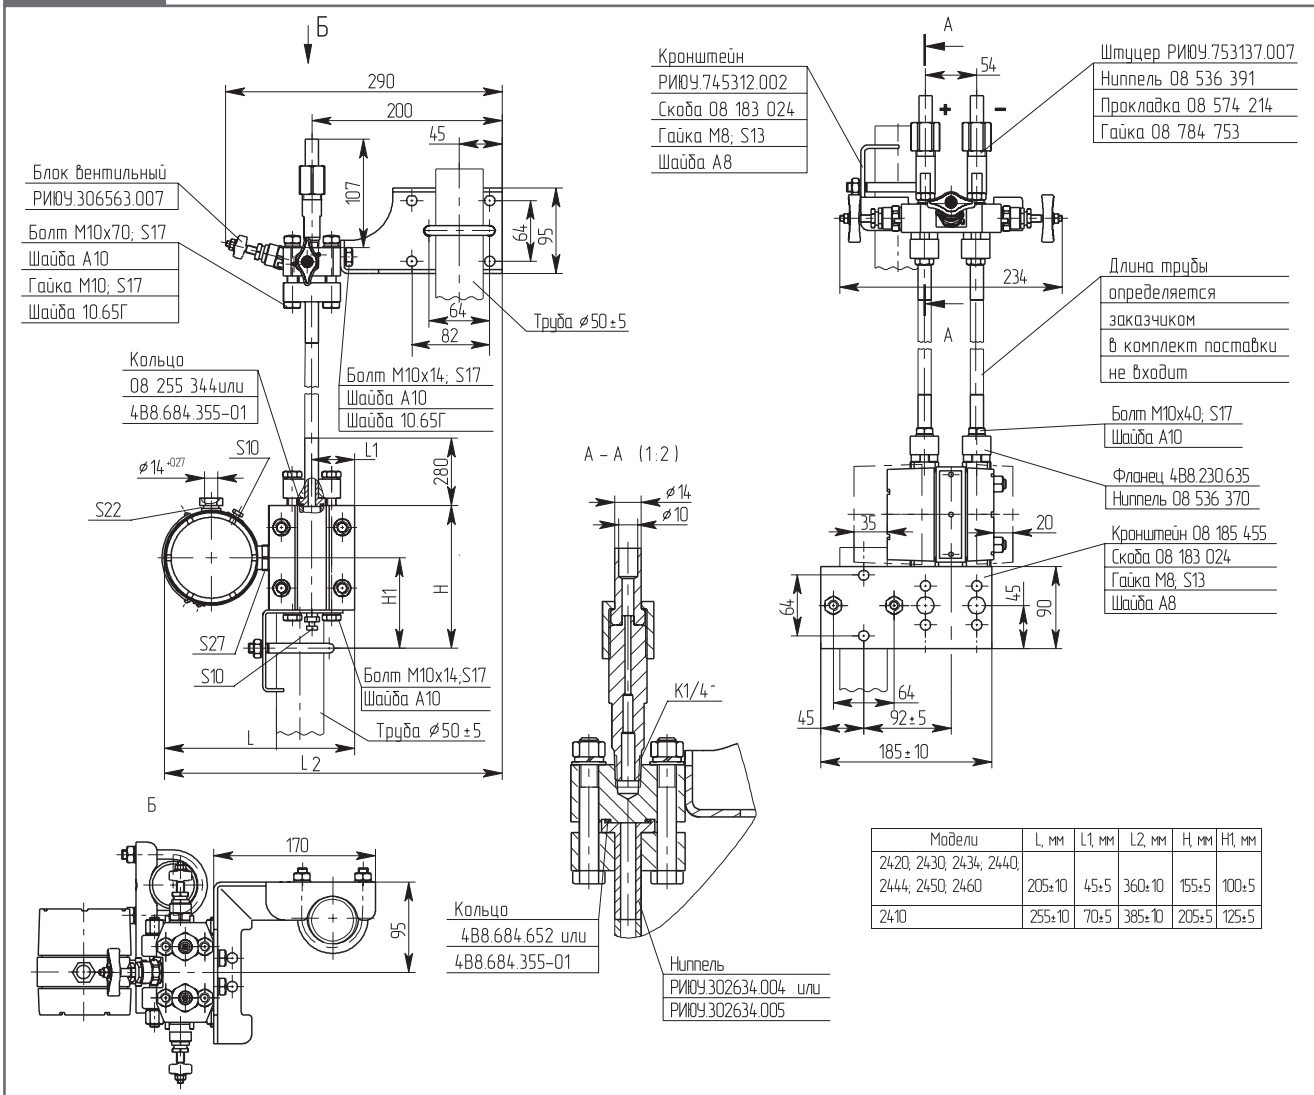 Б
290
200
45
107
64
95
64
82
Блок вентильный
РИЮУ.306563.007
Болт М10х70; S17
Шайба А10
Гайка М10; S17
Шайба 10.65Г
Труба ⌀50±5
Кольцо
08 255 344или
4В8.684.355-01
Болт М10х14; S17
Шайба А10
Шайба 10.65Г
S10
⌀14 +0,27
S22
L1
280
H1
H
S27
S10
Болт М10х14;S17
Шайба А10
Труба ⌀50±5
L
L2
Кронштейн
РИЮУ.745312.002
Скоба 08 183 024
Гайка М8; S13
Шайба А8
А
54
+
-
234
А
Штуцер РИЮУ.753137.007
Ниппель 08 536 391
Прокладка 08 574 214
Гайка 08 784 753
Длина трубы
определяется
заказчиком
в комплект поставки
не входит
Болт М10х40; S17
Шайба А10
Фланец 4В8.230.635
Ниппель 08 536 370
Кронштейн 08 185 455
Скоба 08 183 024
Гайка М8; S13
Шайба А8
35
20
64
45
90
64
45
92±5
185±10
А – А (1:2)
⌀14
⌀10
К1/4"
Кольцо
4В8.684.652 или
4В8.684.355-01
Ниппель
РИЮУ.302634.004 или
РИЮУ.302634.005
Б
170
95
Модели L, мм L1, мм L2, мм H, мм H1, мм
2420; 2430; 2434; 2440;
2444; 2450; 2460 205±10 45±5 360±10 155±5 100±5
2410 255±10 70±5 385±10 205±5 125±5